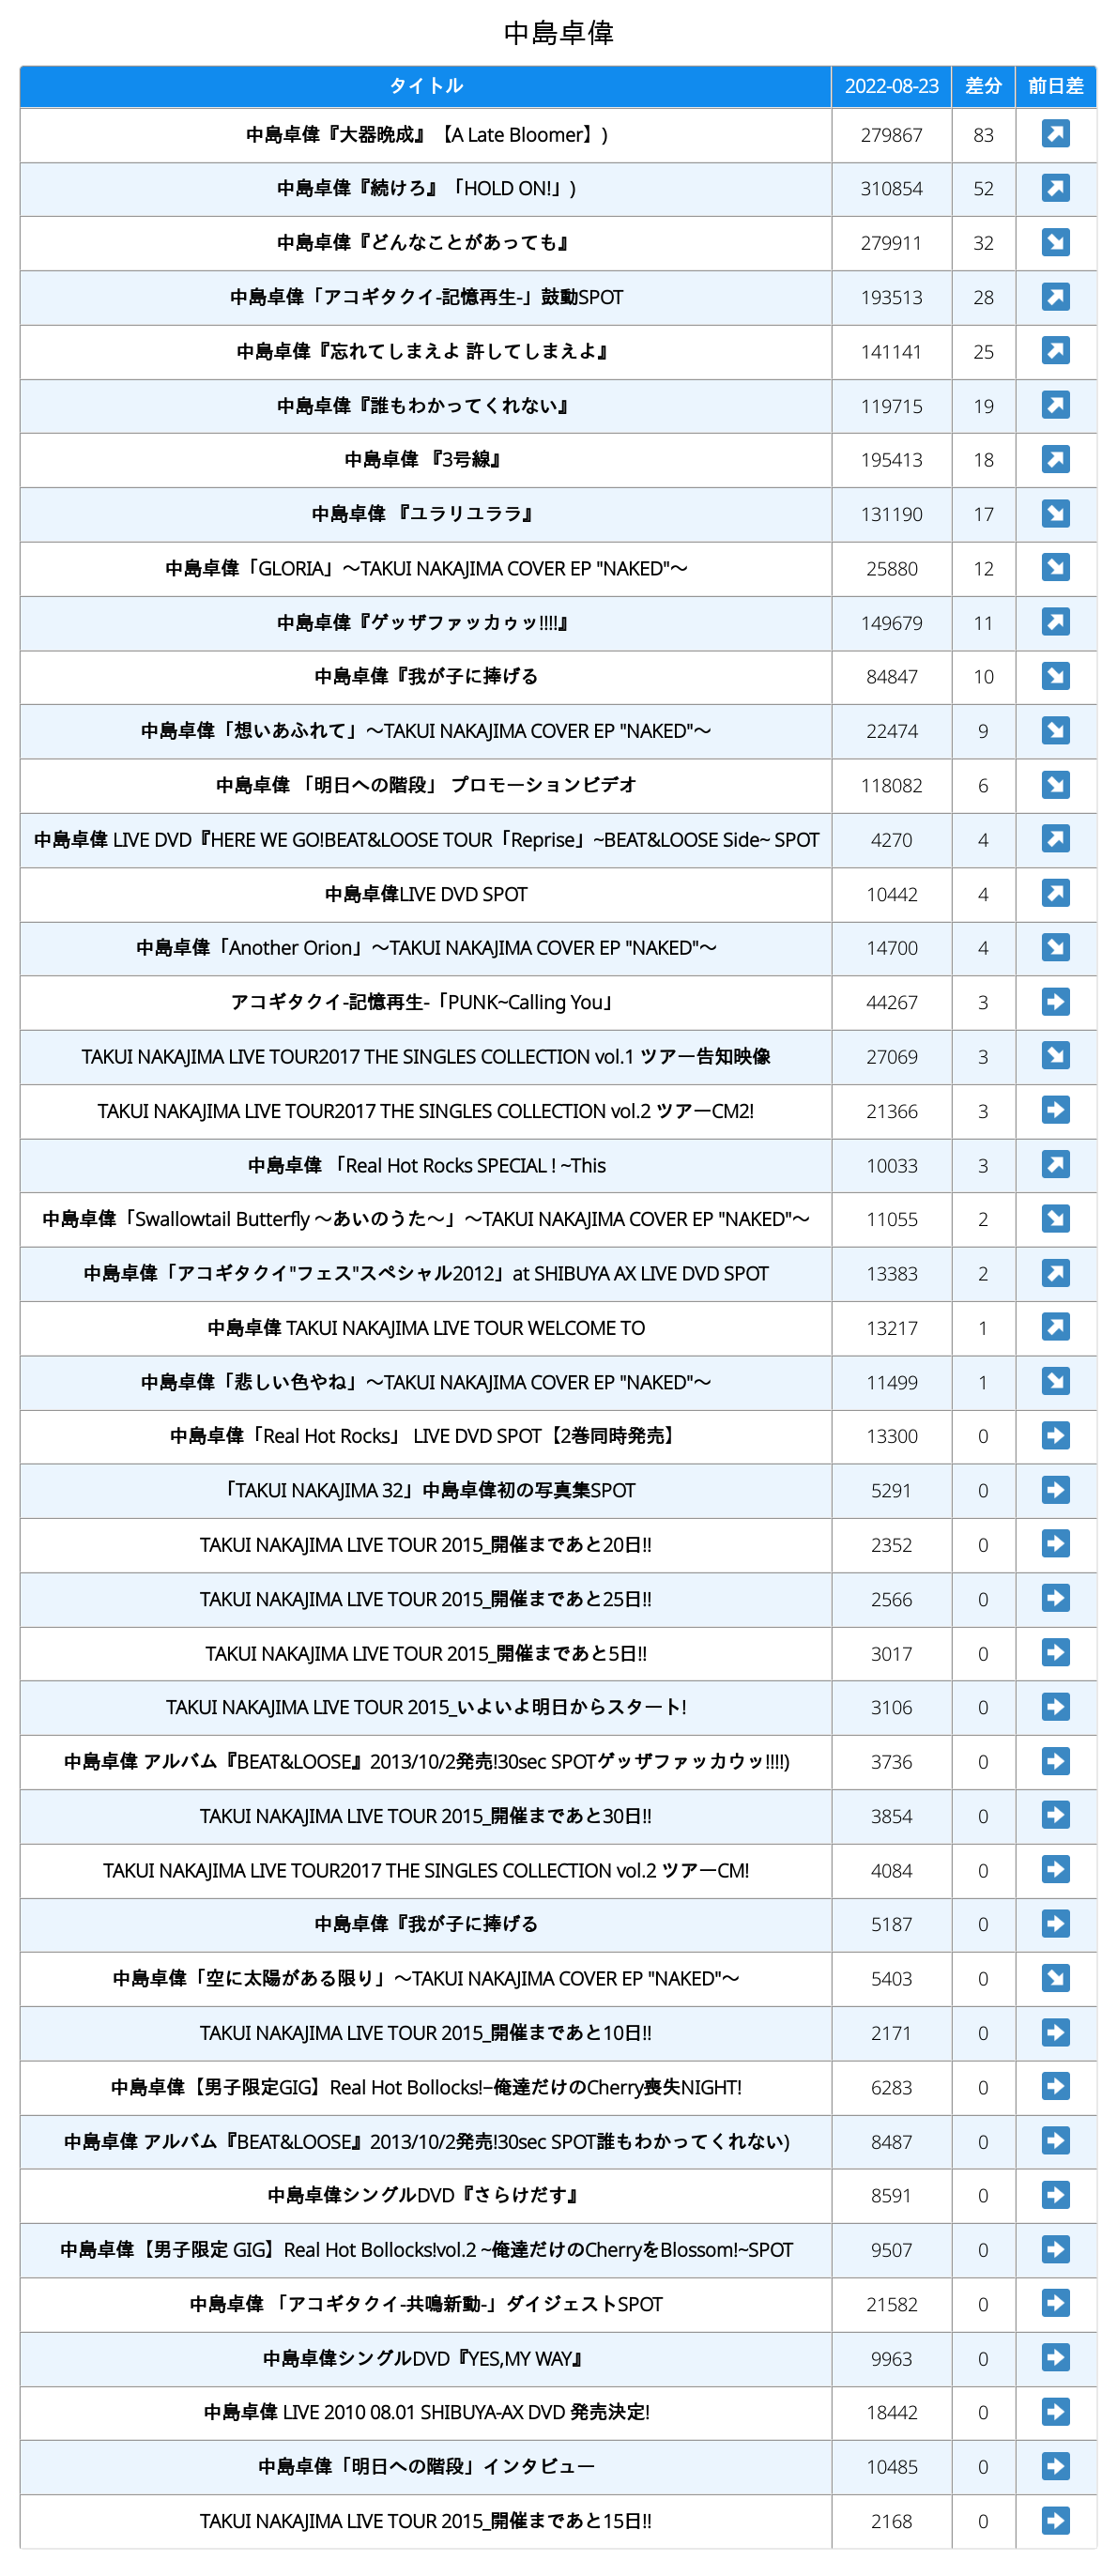 中島卓偉
タイトル 2022-08-23 差分 前日差
中島卓偉『大器晩成』【A Late Bloomer】) 279867 83
中島卓偉『続けろ』「HOLD ON!」) 310854 52
中島卓偉『どんなことがあっても』 279911 32
中島卓偉「アコギタクイ-記憶再生-」鼓動SPOT 193513 28
中島卓偉『忘れてしまえよ 許してしまえよ』 141141 25
中島卓偉『誰もわかってくれない』 119715 19
中島卓偉 『3号線』 195413 18
中島卓偉 『ユラリユララ』 131190 17
中島卓偉「GLORIA」〜TAKUI NAKAJIMA COVER EP "NAKED"〜 25880 12
中島卓偉『ゲッザファッカゥッ!!!!』 149679 11
中島卓偉『我が子に捧げる 84847 10
中島卓偉「想いあふれて」〜TAKUI NAKAJIMA COVER EP "NAKED"〜 22474 9
中島卓偉 「明日への階段」 プロモーションビデオ 118082 6
中島卓偉 LIVE DVD『HERE WE GO!BEAT&LOOSE TOUR「Reprise」~BEAT&LOOSE Side~ SPOT 4270 4
中島卓偉LIVE DVD SPOT 10442 4
中島卓偉「Another Orion」〜TAKUI NAKAJIMA COVER EP "NAKED"〜 14700 4
アコギタクイ-記憶再生-「PUNK~Calling You」 44267 3
TAKUI NAKAJIMA LIVE TOUR2017 THE SINGLES COLLECTION vol.1 ツアー告知映像 27069 3
TAKUI NAKAJIMA LIVE TOUR2017 THE SINGLES COLLECTION vol.2 ツアーCM2! 21366 3
中島卓偉 「Real Hot Rocks SPECIAL ! ~This 10033 3
中島卓偉「Swallowtail Butterfly 〜あいのうた〜」〜TAKUI NAKAJIMA COVER EP "NAKED"〜 11055 2
中島卓偉「アコギタクイ"フェス"スペシャル2012」at SHIBUYA AX LIVE DVD SPOT 13383 2
中島卓偉 TAKUI NAKAJIMA LIVE TOUR WELCOME TO 13217 1
中島卓偉「悲しい色やね」〜TAKUI NAKAJIMA COVER EP "NAKED"〜 11499 1
中島卓偉「Real Hot Rocks」 LIVE DVD SPOT【2巻同時発売】 13300 0
「TAKUI NAKAJIMA 32」中島卓偉初の写真集SPOT 5291 0
TAKUI NAKAJIMA LIVE TOUR 2015_開催まであと20日!! 2352 0
TAKUI NAKAJIMA LIVE TOUR 2015_開催まであと25日!! 2566 0
TAKUI NAKAJIMA LIVE TOUR 2015_開催まであと5日!! 3017 0
TAKUI NAKAJIMA LIVE TOUR 2015_いよいよ明日からスタート! 3106 0
中島卓偉 アルバム『BEAT&LOOSE』2013/10/2発売!30sec SPOTゲッザファッカウッ!!!!) 3736 0
TAKUI NAKAJIMA LIVE TOUR 2015_開催まであと30日!! 3854 0
TAKUI NAKAJIMA LIVE TOUR2017 THE SINGLES COLLECTION vol.2 ツアーCM! 4084 0
中島卓偉『我が子に捧げる 5187 0
中島卓偉「空に太陽がある限り」〜TAKUI NAKAJIMA COVER EP "NAKED"〜 5403 0
TAKUI NAKAJIMA LIVE TOUR 2015_開催まであと10日!! 2171 0
中島卓偉【男子限定GIG】Real Hot Bollocks!−俺達だけのCherry喪失NIGHT! 6283 0
中島卓偉 アルバム『BEAT&LOOSE』2013/10/2発売!30sec SPOT誰もわかってくれない) 8487 0
中島卓偉シングルDVD『さらけだす』 8591 0
中島卓偉【男子限定 GIG】Real Hot Bollocks!vol.2 ~俺達だけのCherryをBlossom!~SPOT 9507 0
中島卓偉 「アコギタクイ-共鳴新動-」ダイジェストSPOT 21582 0
中島卓偉シングルDVD『YES,MY WAY』 9963 0
中島卓偉 LIVE 2010 08.01 SHIBUYA-AX DVD 発売決定! 18442 0
中島卓偉「明日への階段」インタビュー 10485 0
TAKUI NAKAJIMA LIVE TOUR 2015_開催まであと15日!! 2168 0